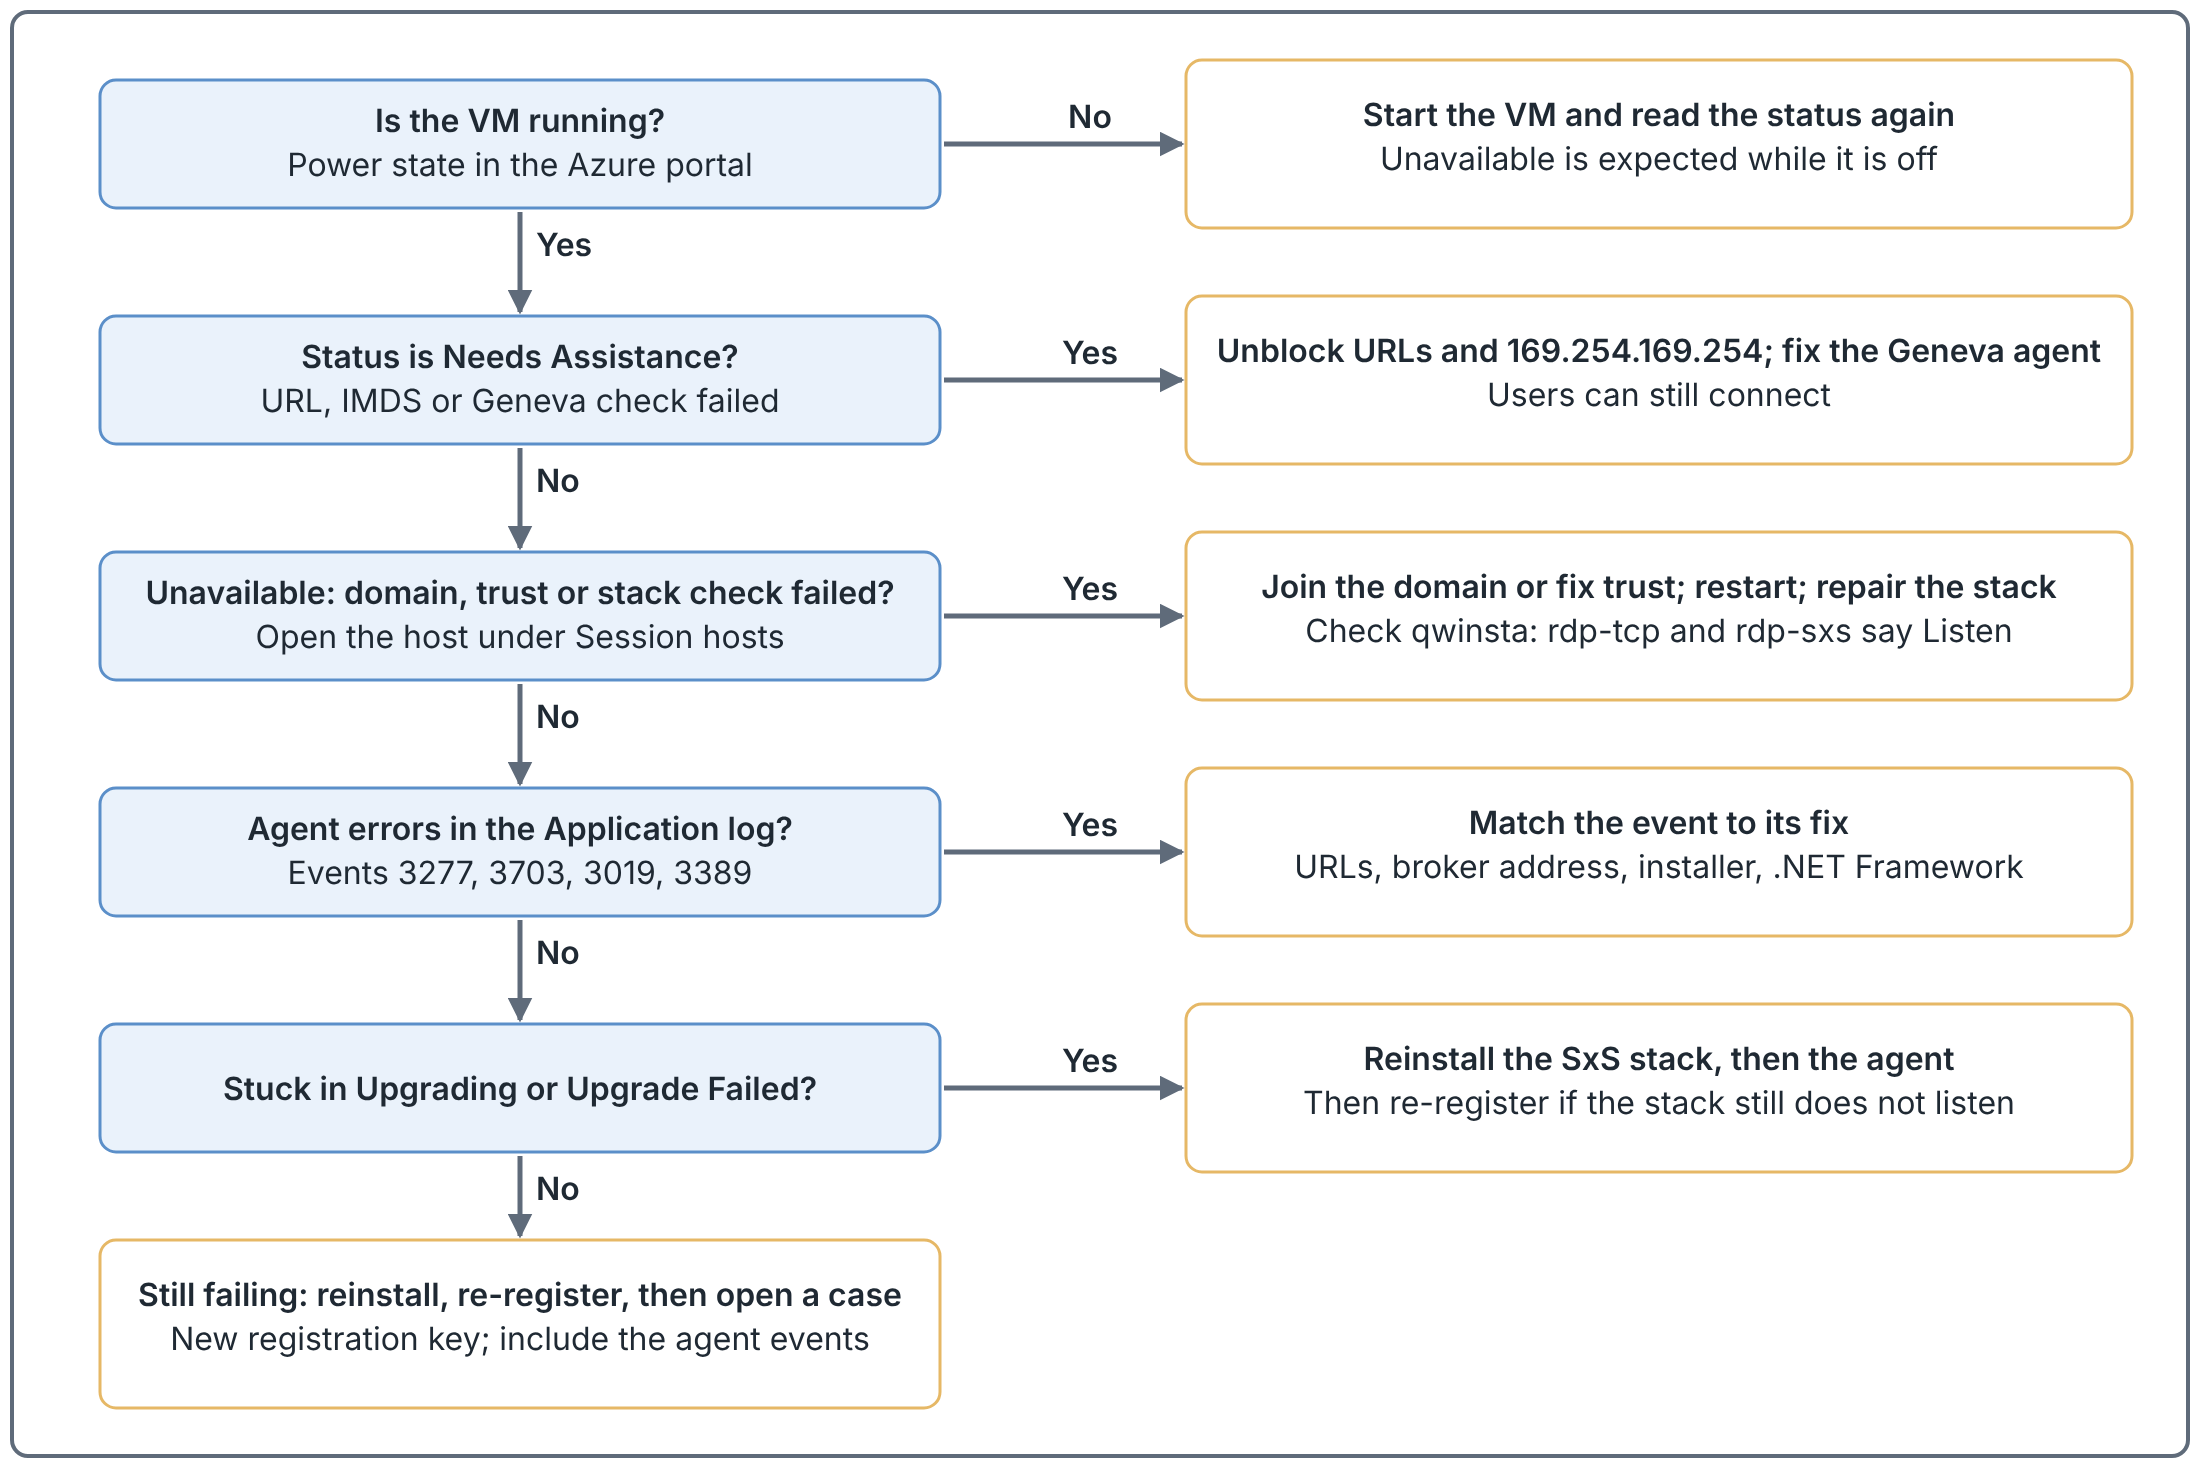 Is the VM running?
Power state in the Azure portal
No
Start the VM and read the status again
Unavailable is expected while it is off
Yes
Status is Needs Assistance?
URL, IMDS or Geneva check failed
Yes
Unblock URLs and 169.254.169.254; fix the Geneva agent
Users can still connect
No
Unavailable: domain, trust or stack check failed?
Open the host under Session hosts
Yes
Join the domain or fix trust; restart; repair the stack
Check qwinsta: rdp-tcp and rdp-sxs say Listen
No
Agent errors in the Application log?
Events 3277, 3703, 3019, 3389
Yes
Match the event to its fix
URLs, broker address, installer, .NET Framework
No
Stuck in Upgrading or Upgrade Failed?
Yes
Reinstall the SxS stack, then the agent
Then re-register if the stack still does not listen
No
Still failing: reinstall, re-register, then open a case
New registration key; include the agent events